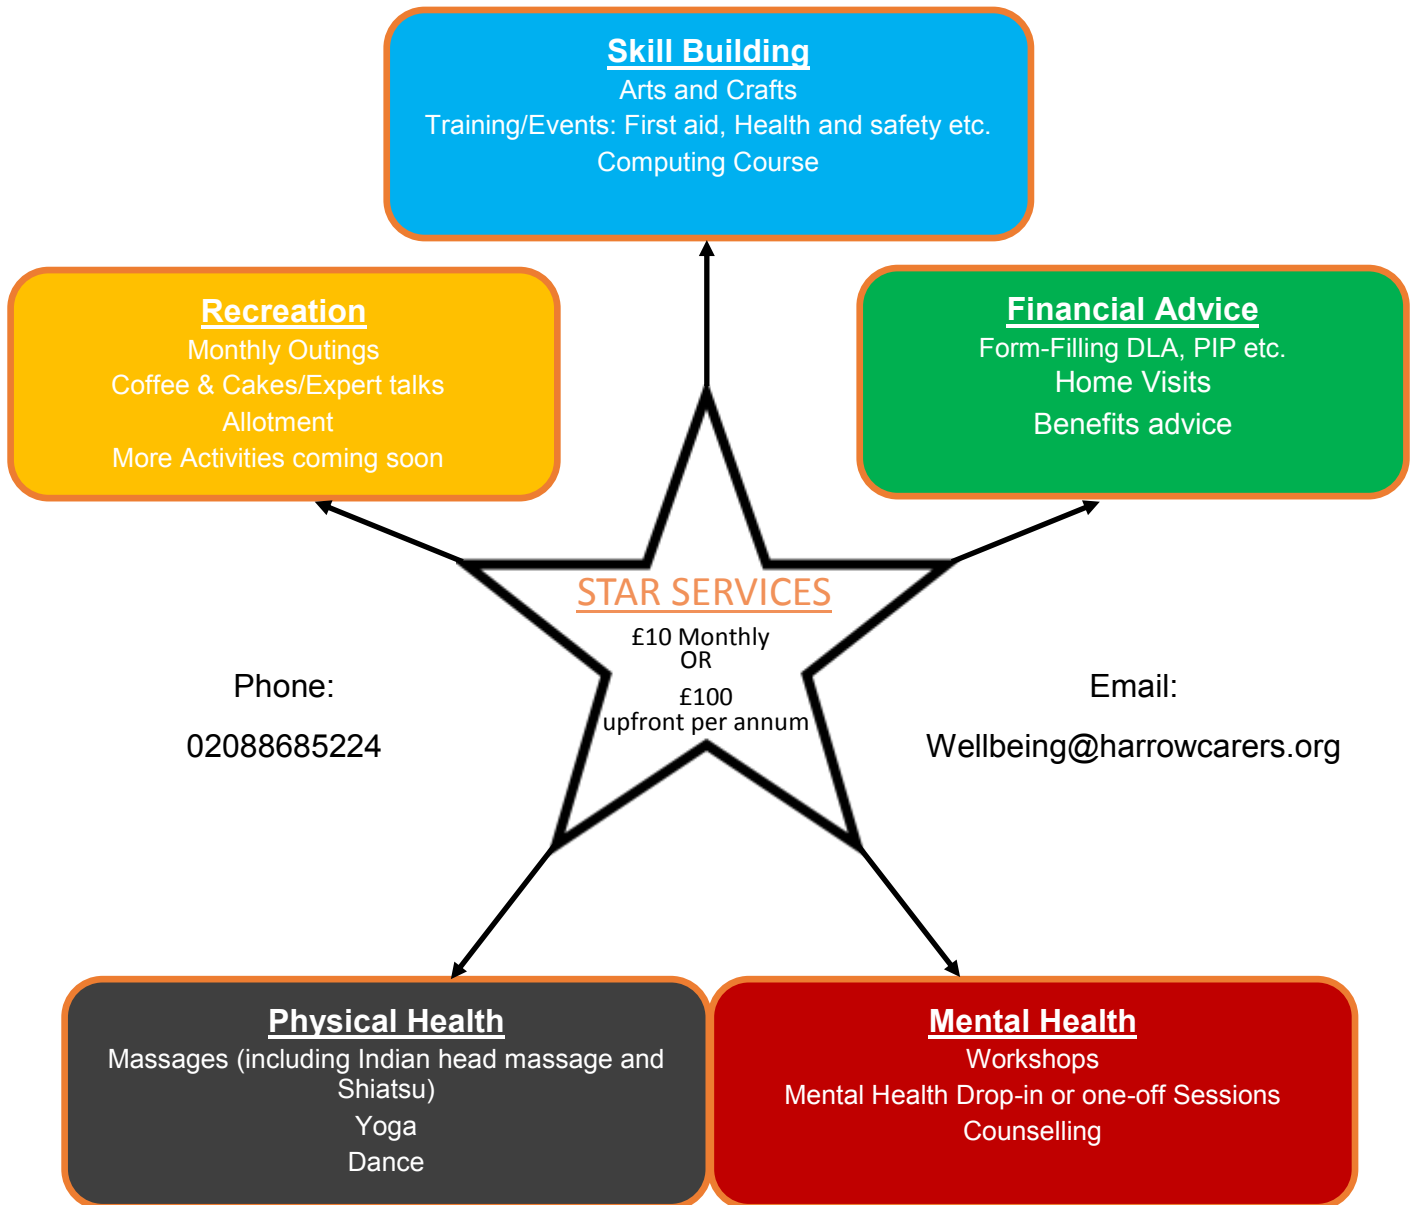 Skill Building
Arts and Crafts
Training/Events: First aid, Health and safety etc.
Computing Course
Recreation
Monthly Outings
Coffee & Cakes/Expert talks
Allotment
More Activities coming soon
Financial Advice
Form-Filling DLA, PIP etc.
Home Visits
Benefits advice
STAR SERVICES
£10 Monthly
OR
£100
upfront per annum
Phone:
02088685224
Email:
Wellbeing@harrowcarers.org
Physical Health
Massages (including Indian head massage and
Shiatsu)
Yoga
Dance
Mental Health
Workshops
Mental Health Drop-in or one-off Sessions
Counselling